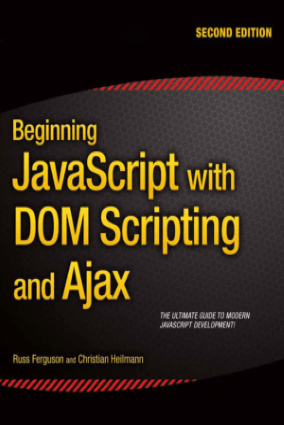 SECOND EDITION
Beginning
JavaScript with
DOM Scripting
and Ajax
THE ULTIMATE GUIDE TO MODERN
JAVASCRIPT DEVELOPMENT!
Russ Ferguson and Christian Heilmann